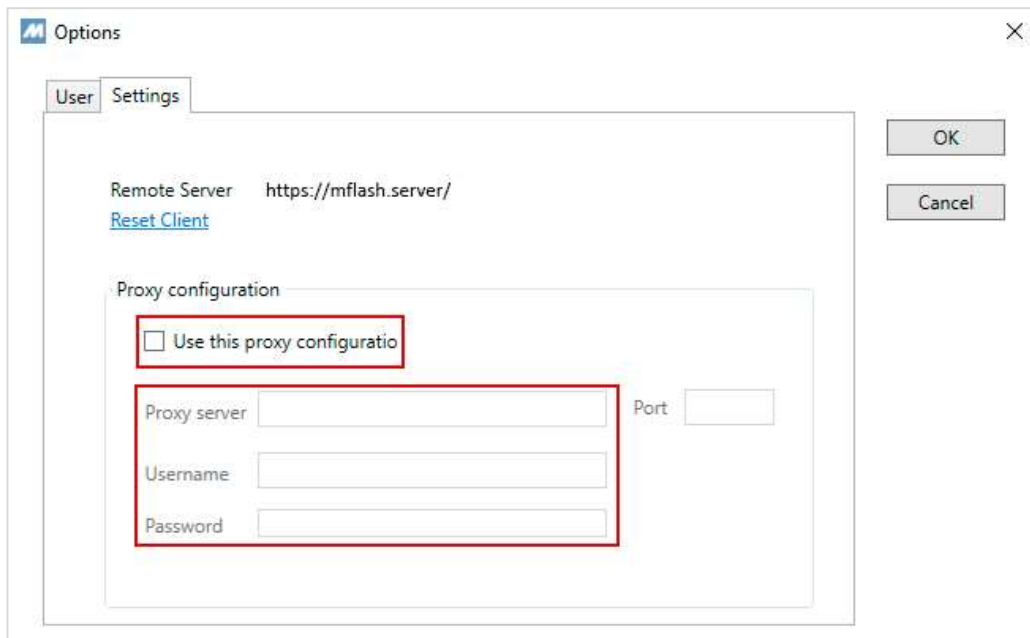 Options
User Settings
OK
Remote Server https://mflash.server/
Cancel
Reset Client
Proxy configuration
Use this proxy configuratio
Proxy server
Port
Username
Password